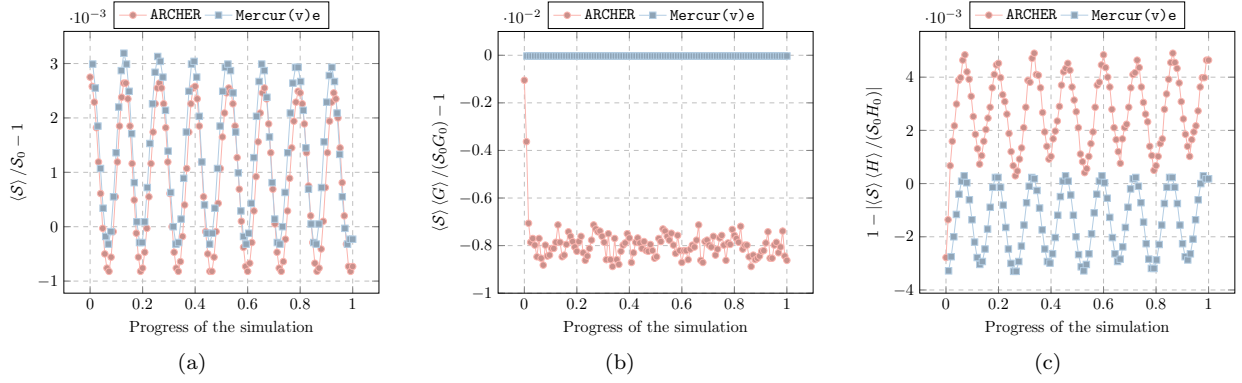 ·10⁻³
ARCHER Mercur(v)e
3
2
1
0
−1
0 0.2 0.4 0.6 0.8 1
⟨𝒮⟩ /𝒮₀ − 1
Progress of the simulation
(a)
·10⁻²
ARCHER Mercur(v)e
0
−0.2
−0.4
−0.6
−0.8
−1
0 0.2 0.4 0.6 0.8 1
⟨𝒮⟩ ⟨G⟩ /(𝒮₀G₀) − 1
Progress of the simulation
(b)
·10⁻³
ARCHER Mercur(v)e
4
2
0
−2
−4
0 0.2 0.4 0.6 0.8 1
1 − |⟨𝒮⟩ ⟨H⟩ /(𝒮₀H₀)|
Progress of the simulation
(c)